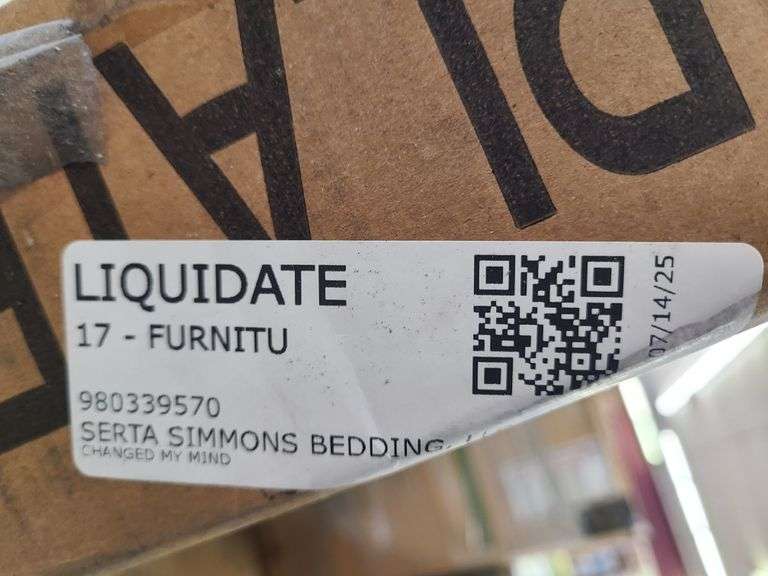 LIQUIDATE
17 - FURNITU
980339570
SERTA SIMMONS BEDDING,
CHANGED MY MIND
07/14/25